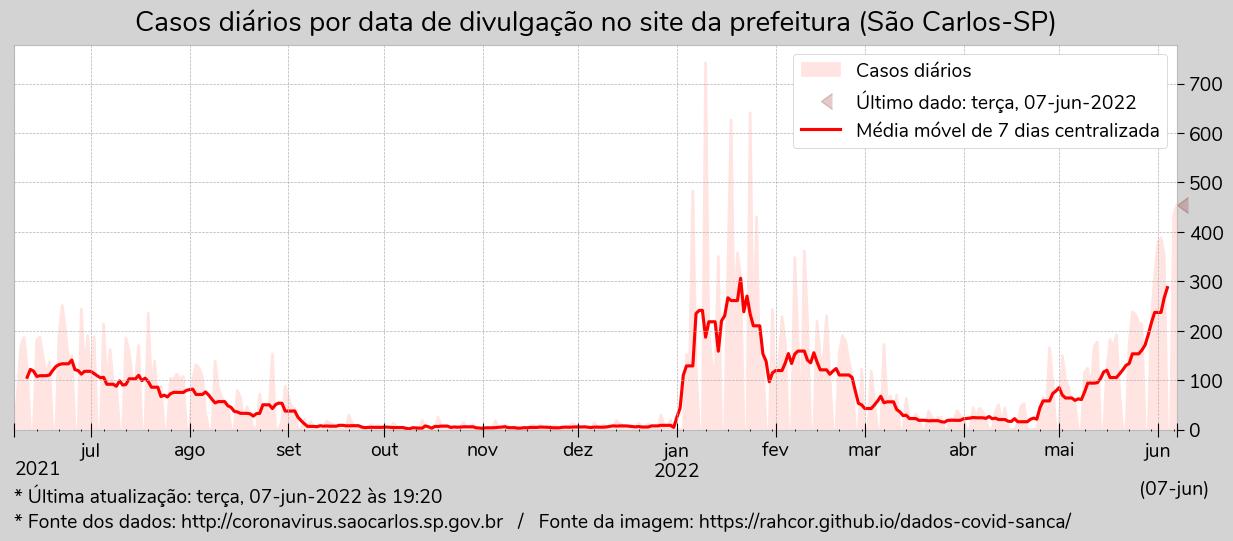 Casos diários por data de divulgação no site da prefeitura (São Carlos-SP)
Casos diários
Último dado: terça, 07-jun-2022
Média móvel de 7 dias centralizada
700
600
500
400
300
200
100
0
jul ago set out nov dez jan fev mar abr mai jun
2021 2022
(07-jun)
* Última atualização: terça, 07-jun-2022 às 19:20
* Fonte dos dados: http://coronavirus.saocarlos.sp.gov.br / Fonte da imagem: https://rahcor.github.io/dados-covid-sanca/